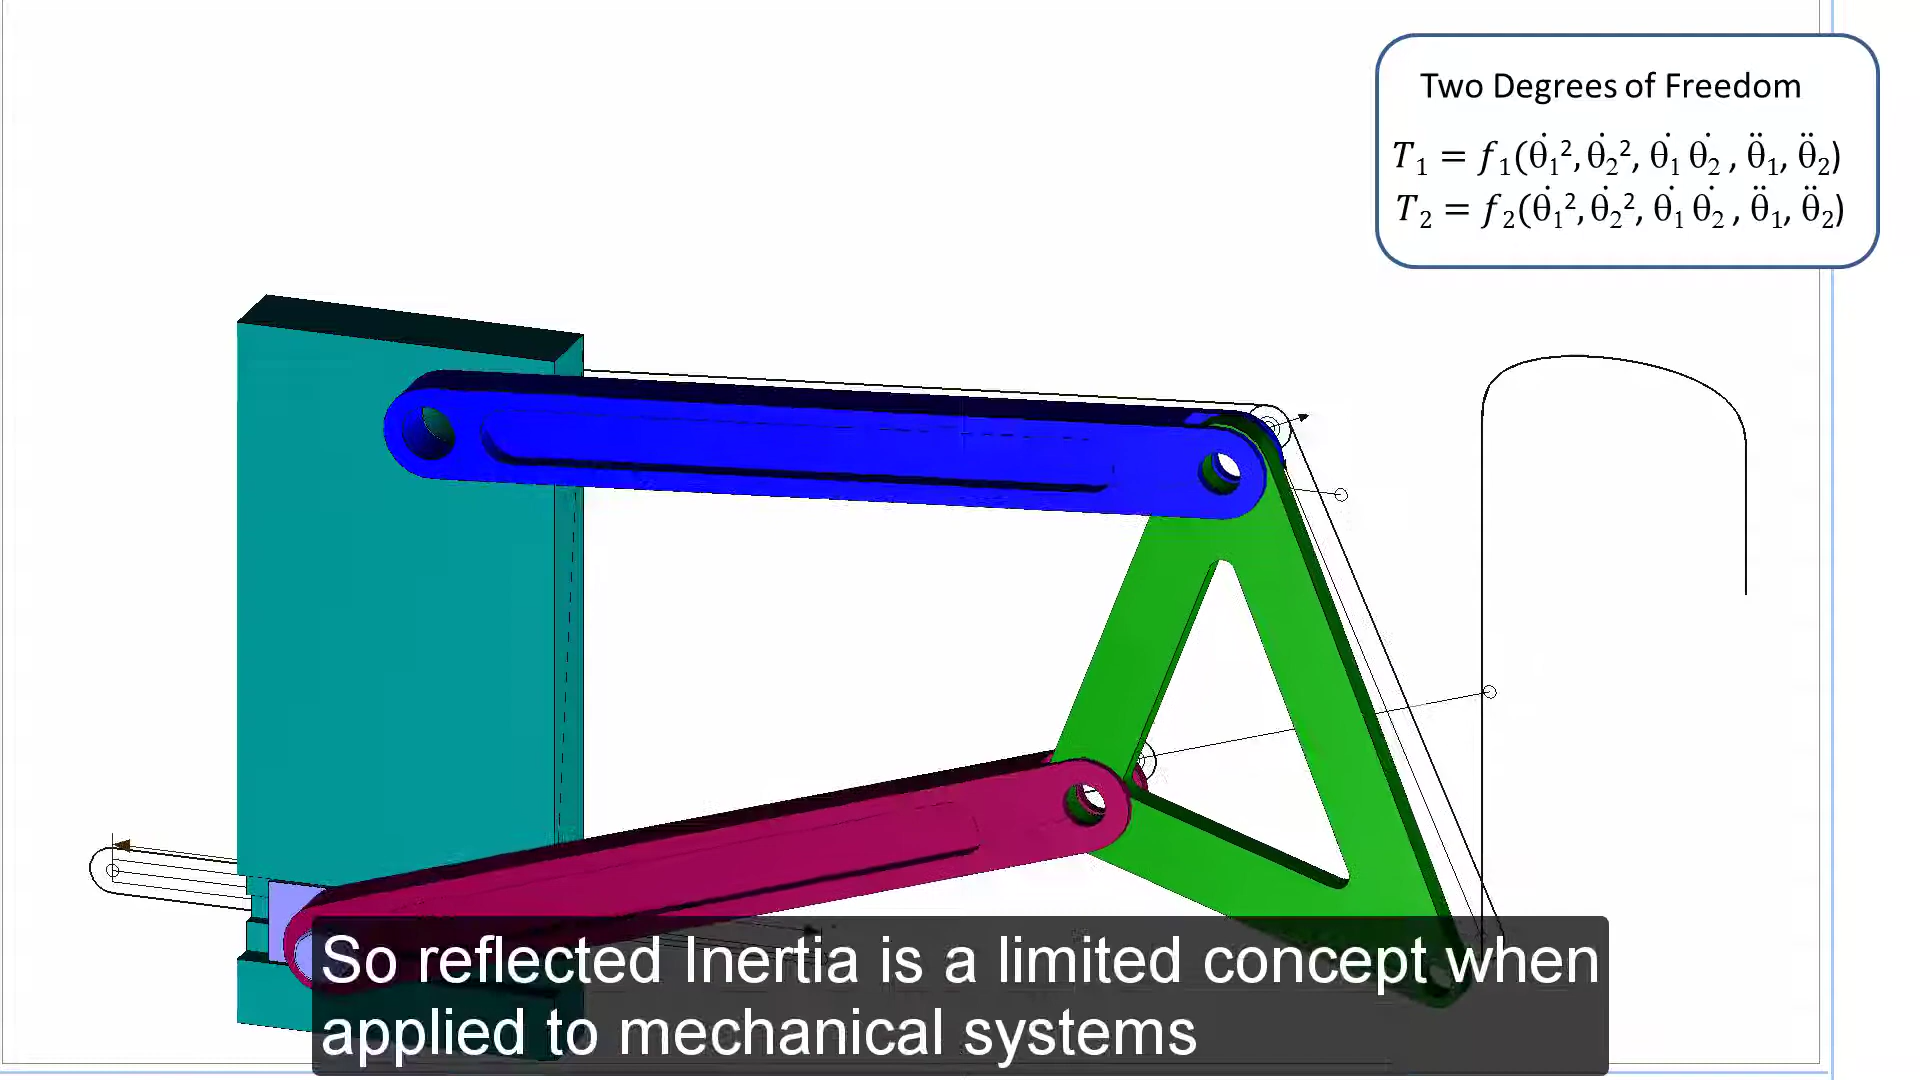 Two Degrees of Freedom
T₁ = f₁(θ̇₁², θ̇₂², θ̇₁ θ̇₂ , θ̈₁, θ̈₂)
T₂ = f₂(θ̇₁², θ̇₂², θ̇₁ θ̇₂ , θ̈₁, θ̈₂)
So reflected Inertia is a limited concept when
applied to mechanical systems